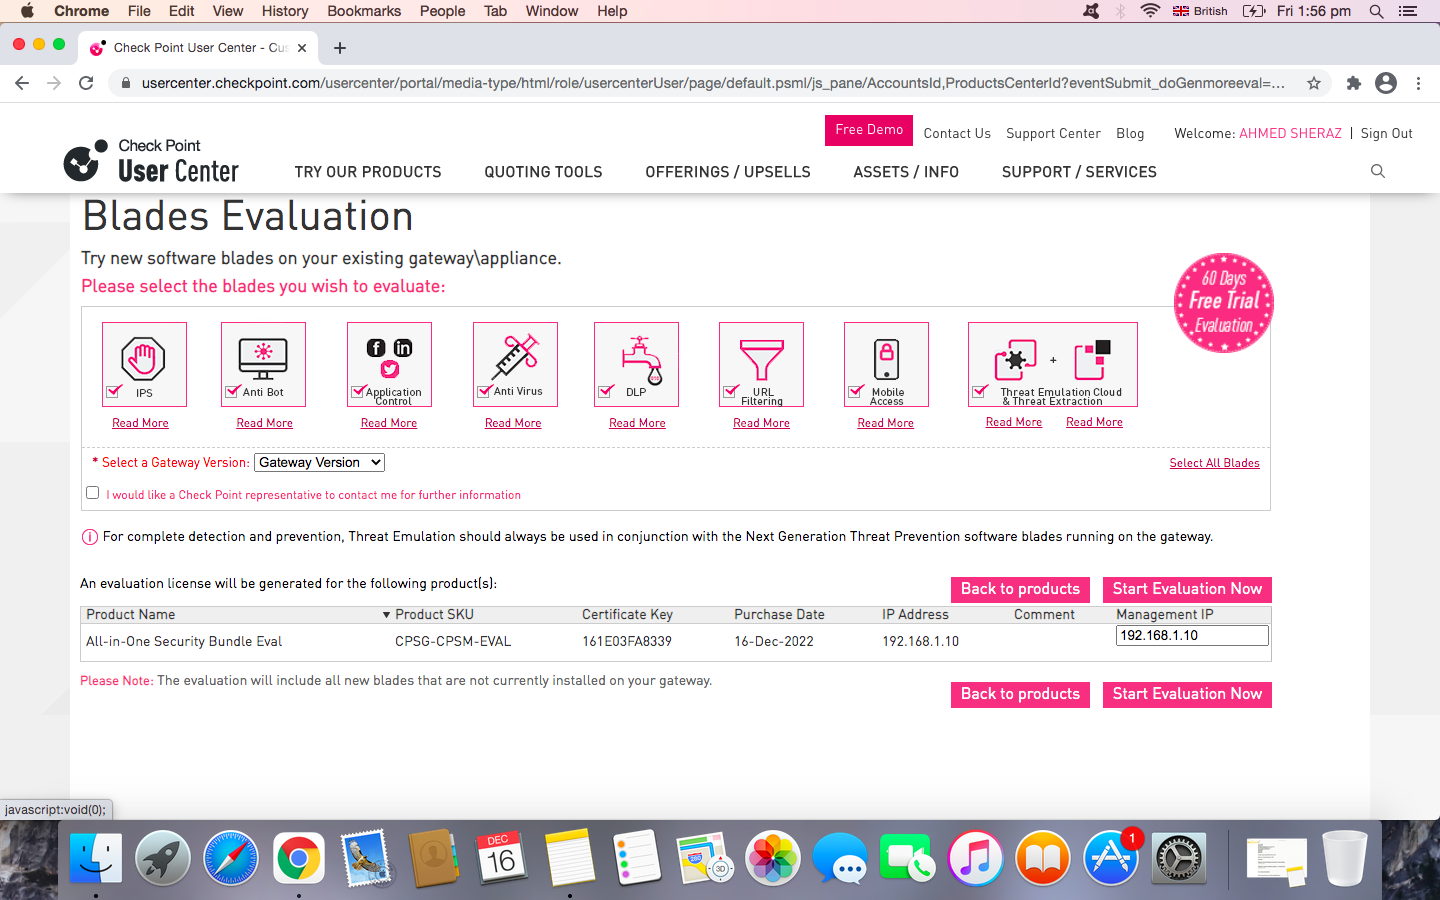 Chrome File Edit View History Bookmarks People Tab Window Help British Fri 1:56 pm
Check Point User Center - Cus
usercenter.checkpoint.com/usercenter/portal/media-type/html/role/usercenterUser/page/default.psml/js_pane/AccountsId,ProductsCenterId?eventSubmit_doGenmoreeval=...
Free Demo Contact Us Support Center Blog Welcome: AHMED SHERAZ | Sign Out
Check Point
User Center
TRY OUR PRODUCTS QUOTING TOOLS OFFERINGS / UPSELLS ASSETS / INFO SUPPORT / SERVICES
Blades Evaluation
Try new software blades on your existing gateway\appliance.
Please select the blades you wish to evaluate:
60 Days
Free Trial
Evaluation
IPS
Anti Bot
Application
Control
Anti Virus
DLP
URL
Filtering
Mobile
Access
+
Threat Emulation Cloud
& Threat Extraction
Read More Read More Read More Read More Read More Read More Read More Read More Read More
* Select a Gateway Version: Gateway Version Select All Blades
I would like a Check Point representative to contact me for further information
For complete detection and prevention, Threat Emulation should always be used in conjunction with the Next Generation Threat Prevention software blades running on the gateway.
An evaluation license will be generated for the following product(s):
Back to products Start Evaluation Now
Product Name Product SKU Certificate Key Purchase Date IP Address Comment Management IP
All-in-One Security Bundle Eval CPSG-CPSM-EVAL 161E03FA8339 16-Dec-2022 192.168.1.10 192.168.1.10
Please Note: The evaluation will include all new blades that are not currently installed on your gateway.
Back to products Start Evaluation Now
javascript:void(0);
DEC
16
280
3D
1